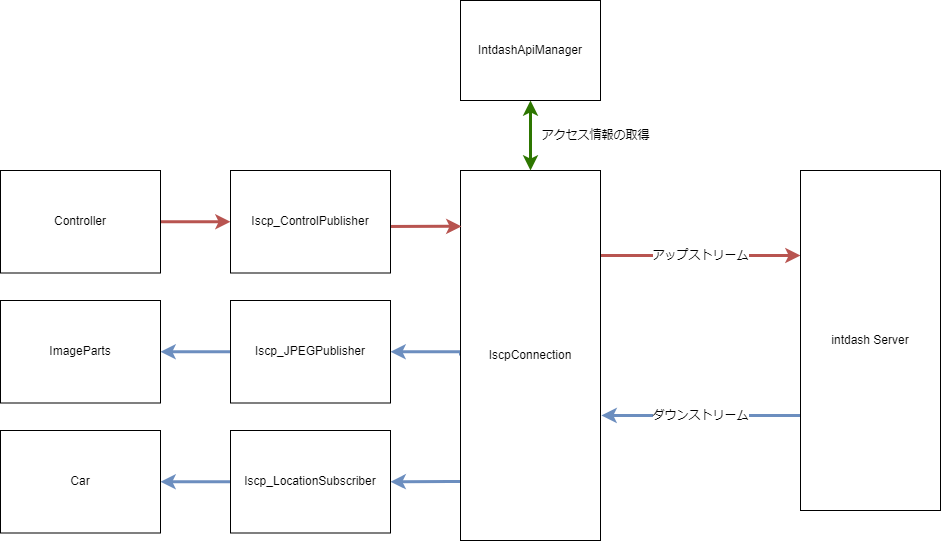 IntdashApiManager
アクセス情報の取得
Controller
Iscp_ControlPublisher
アップストリーム
ImageParts
Iscp_JPEGPublisher
IscpConnection
intdash Server
ダウンストリーム
Car
Iscp_LocationSubscriber